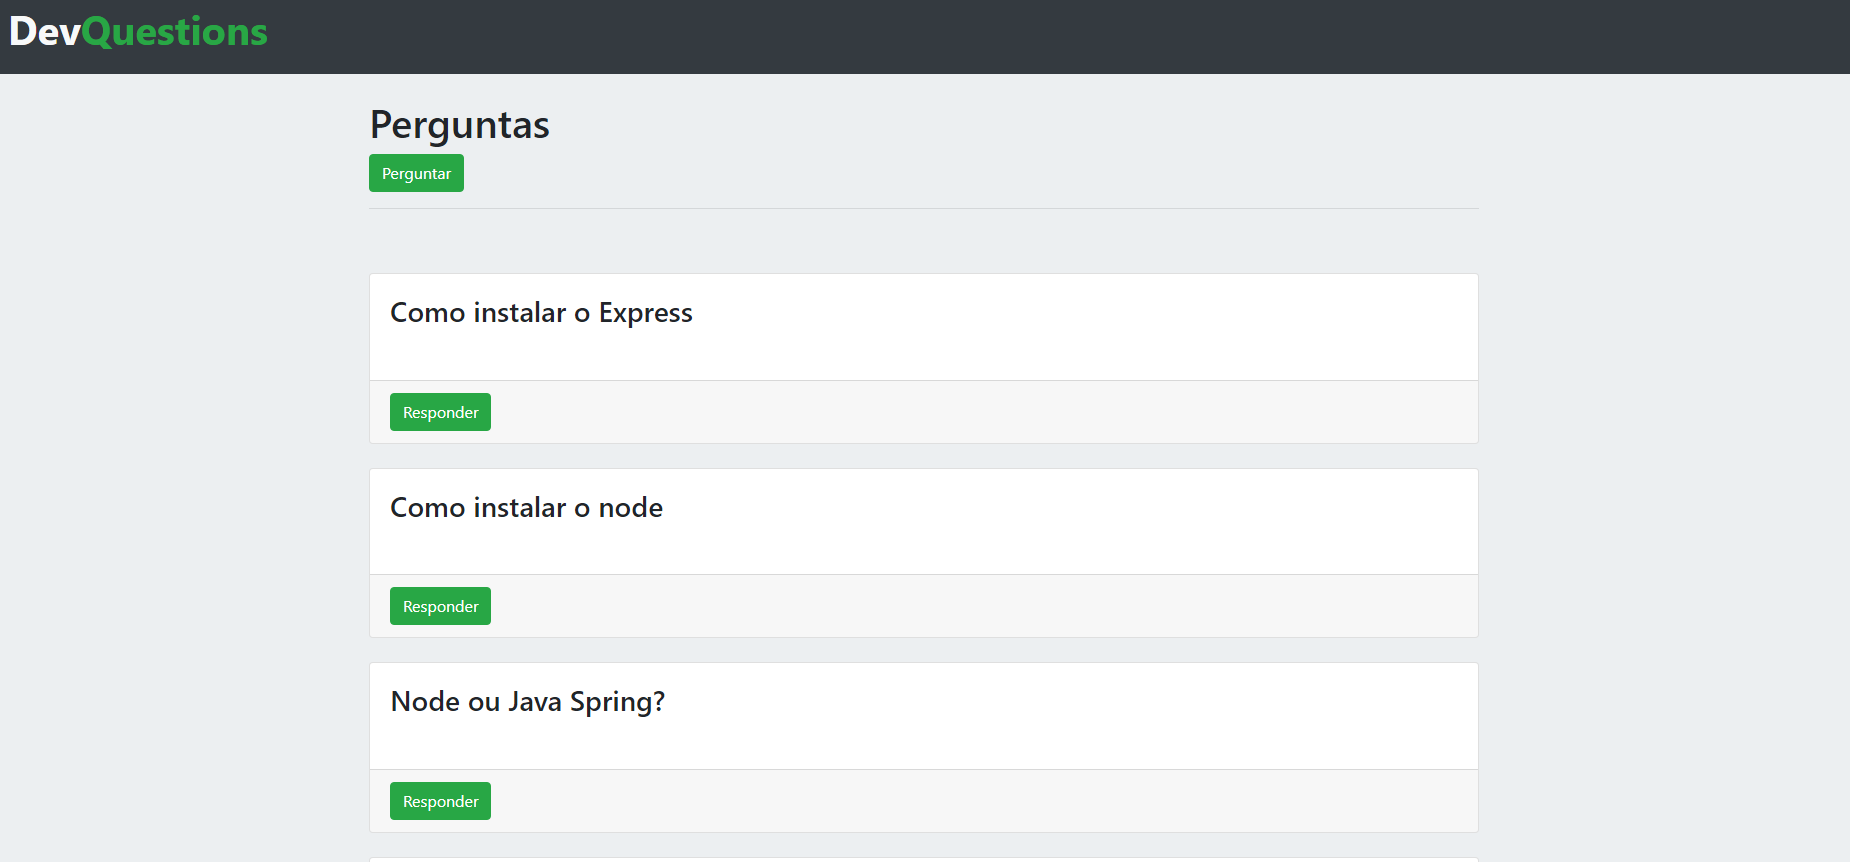 DevQuestions
Perguntas
Perguntar
Como instalar o Express
Responder
Como instalar o node
Responder
Node ou Java Spring?
Responder